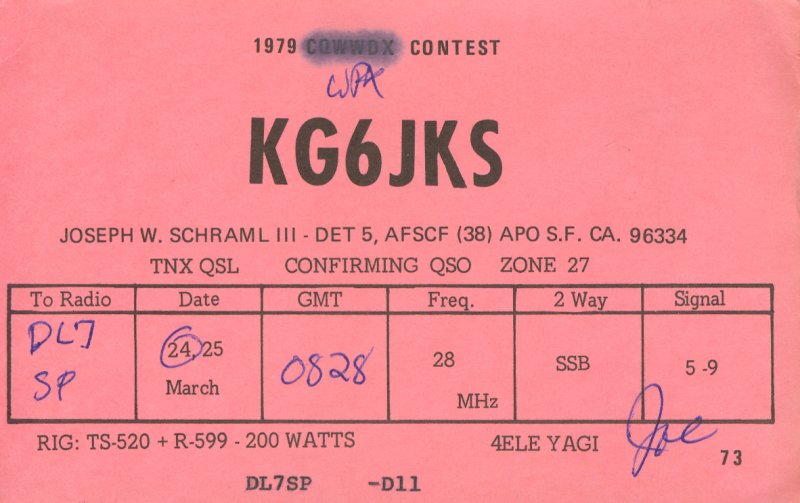 1979 CQWWDX CONTEST
WPX
KG6JKS
JOSEPH W. SCHRAML III - DET 5, AFSCF (38) APO S.F. CA. 96334
TNX QSL CONFIRMING QSO ZONE 27
To Radio Date GMT Freq. 2 Way Signal
DL7 SP 24, 25 March 0828 28 MHz SSB 5-9
RIG: TS-520 + R-599 - 200 WATTS 4ELE YAGI Joe 73
DL7SP -D11